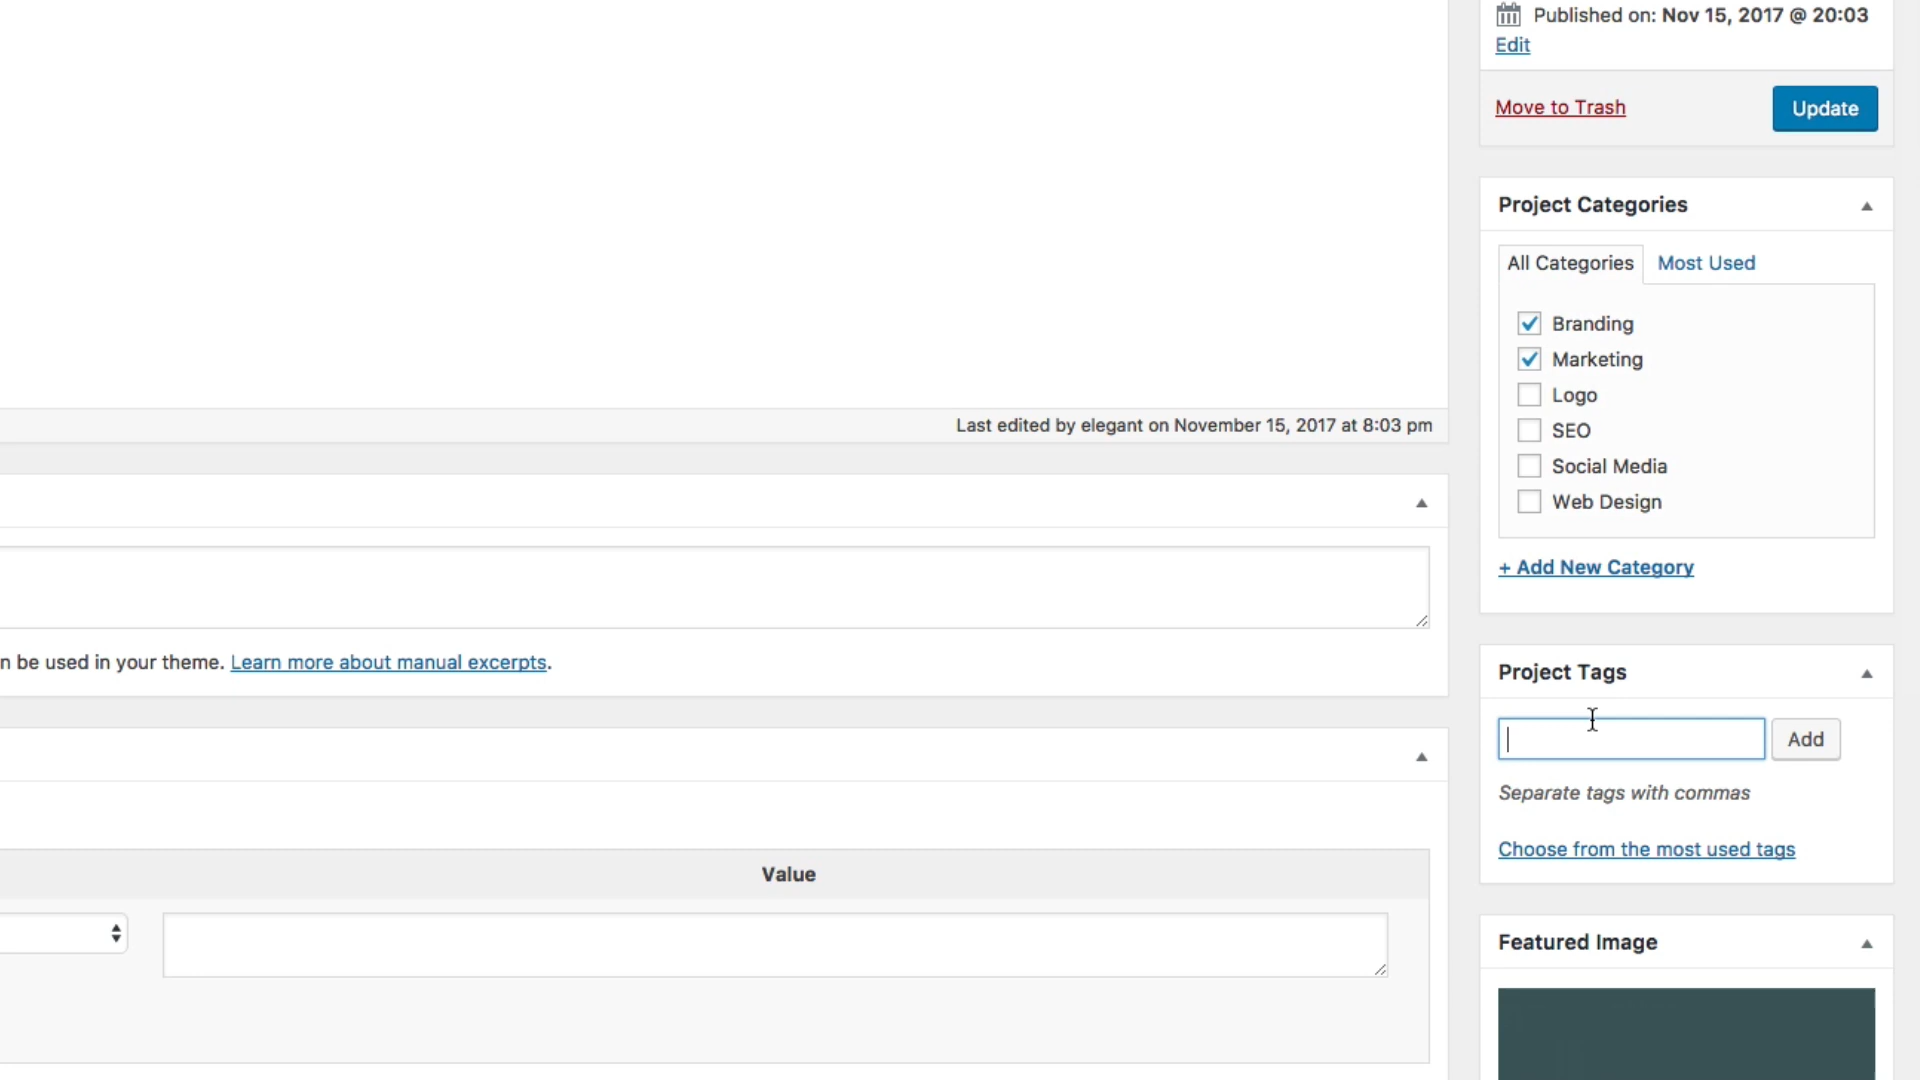 Published on: Nov 15, 2017 @ 20:03
Edit
Move to Trash
Update
Project Categories
All Categories
Most Used
Branding
Marketing
Logo
SEO
Social Media
Web Design
+ Add New Category
Last edited by elegant on November 15, 2017 at 8:03 pm
n be used in your theme. Learn more about manual excerpts.
Project Tags
Add
Separate tags with commas
Choose from the most used tags
Value
Featured Image